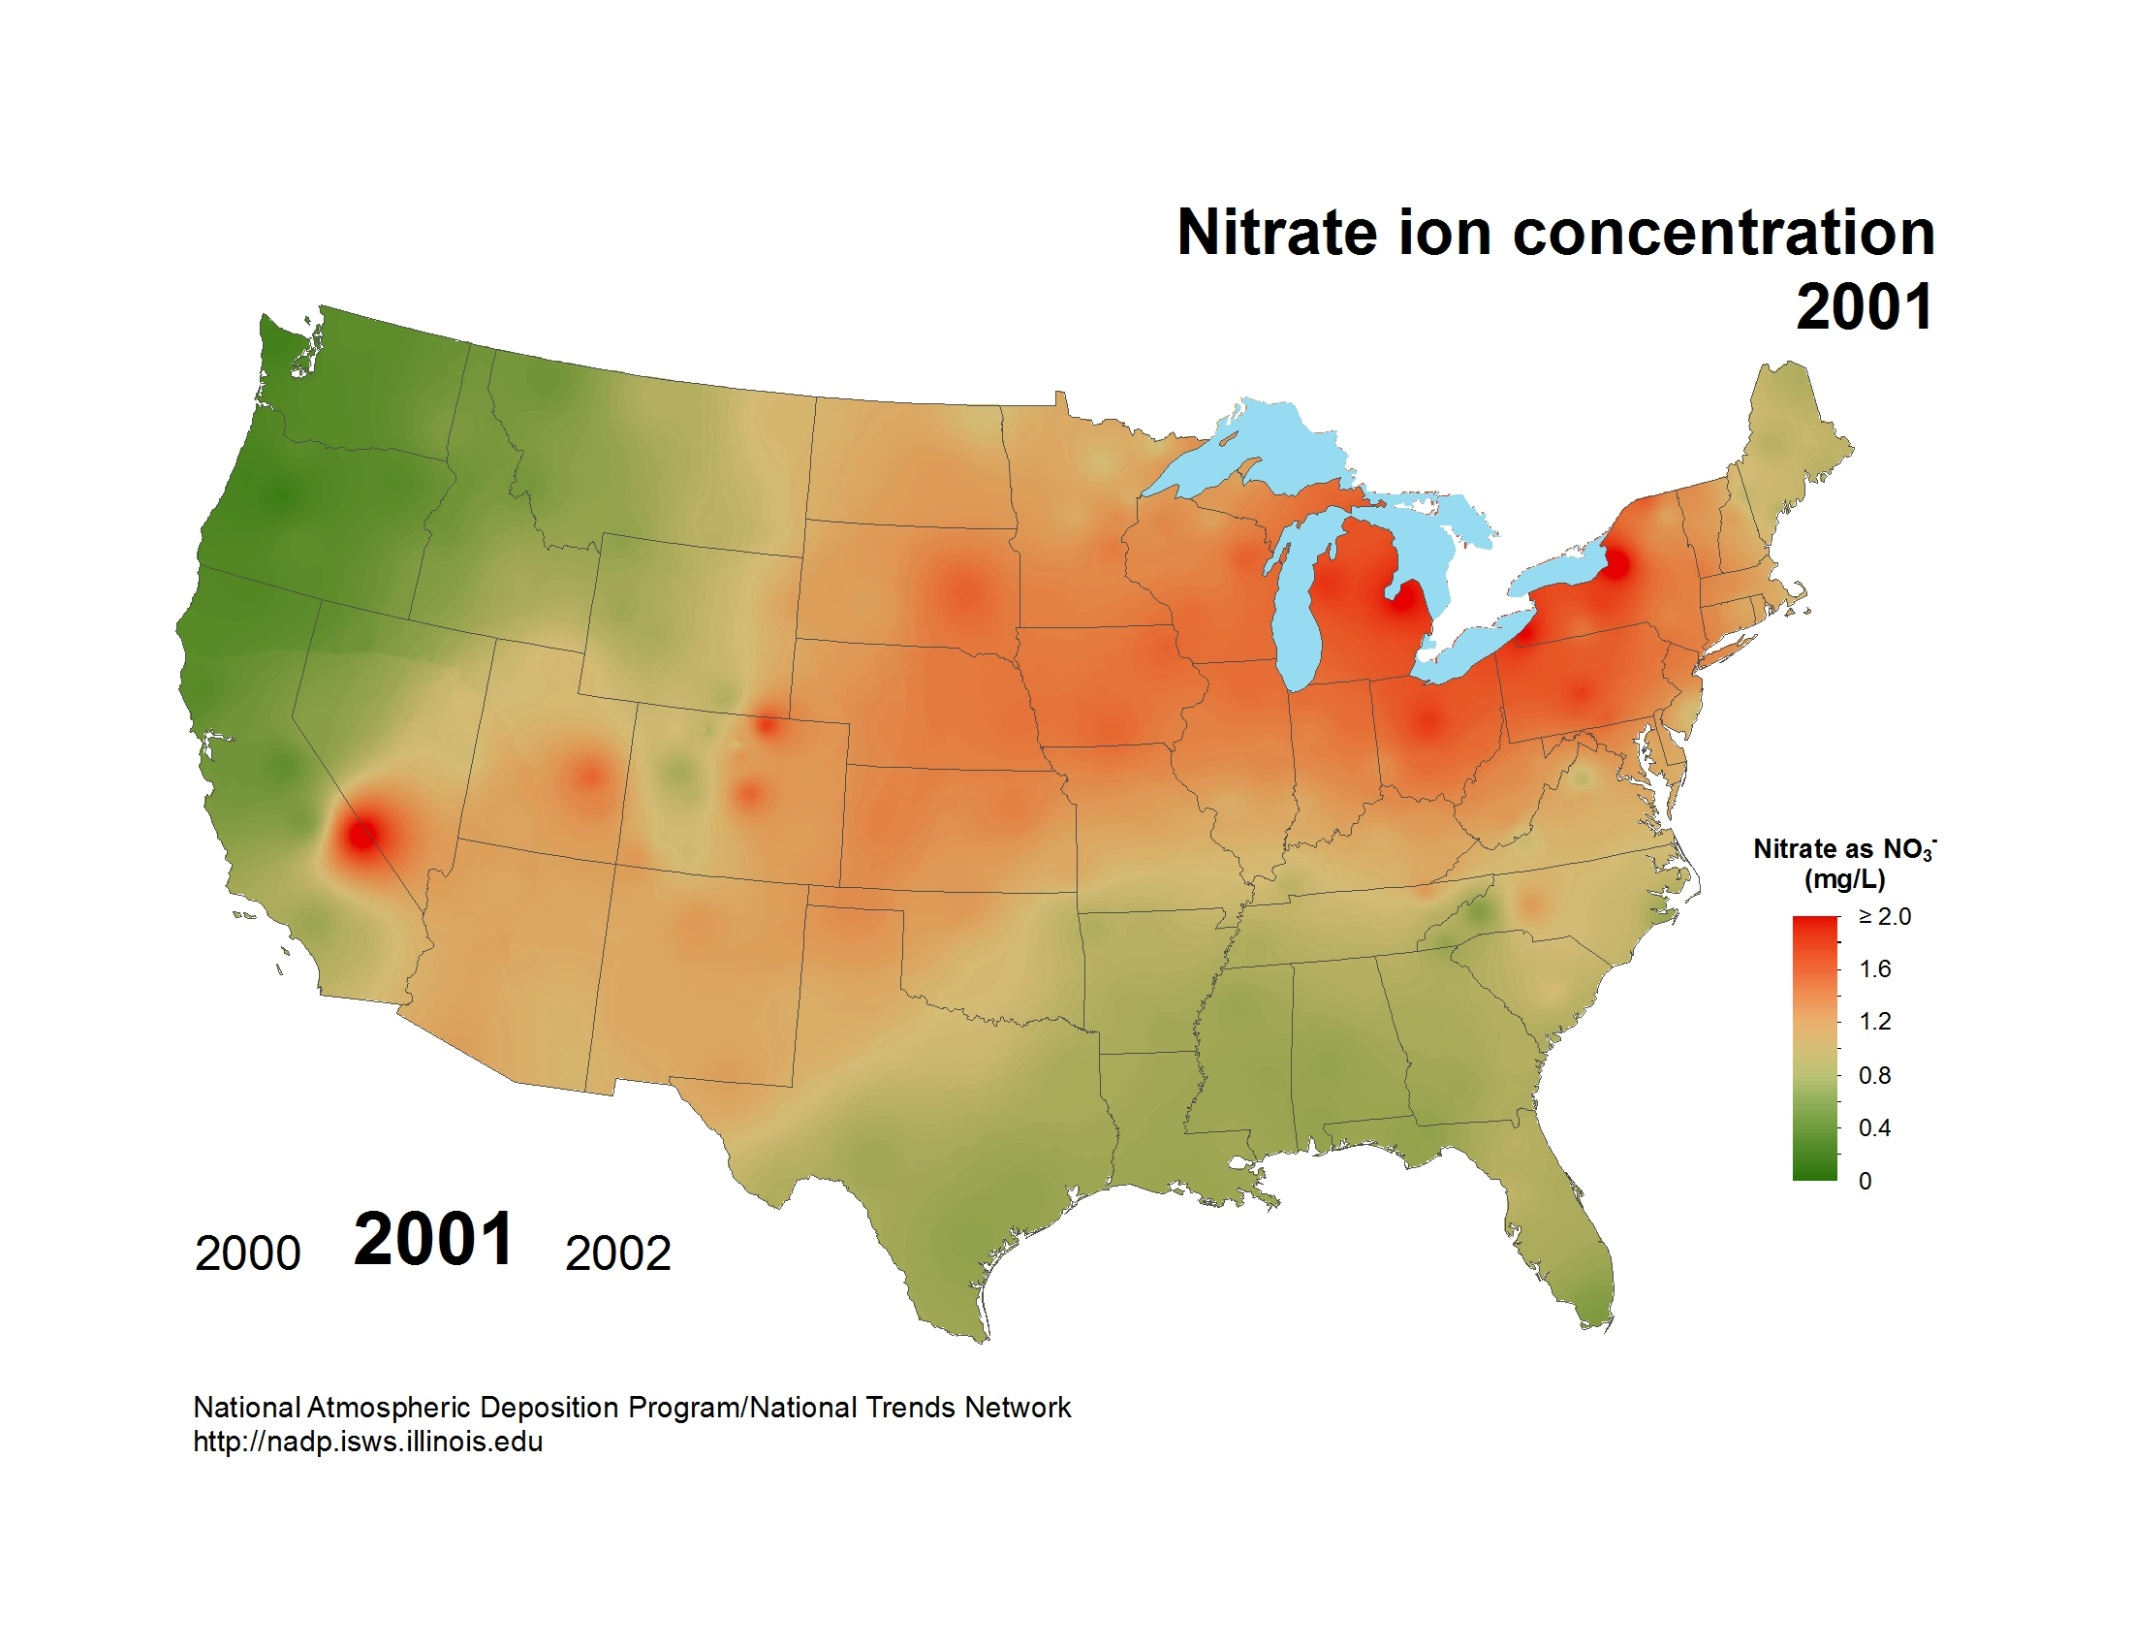 Nitrate ion concentration
2001
Nitrate as NO₃⁻
(mg/L)
≥ 2.0
1.6
1.2
0.8
0.4
0
2000 2001 2002
National Atmospheric Deposition Program/National Trends Network
http://nadp.isws.illinois.edu